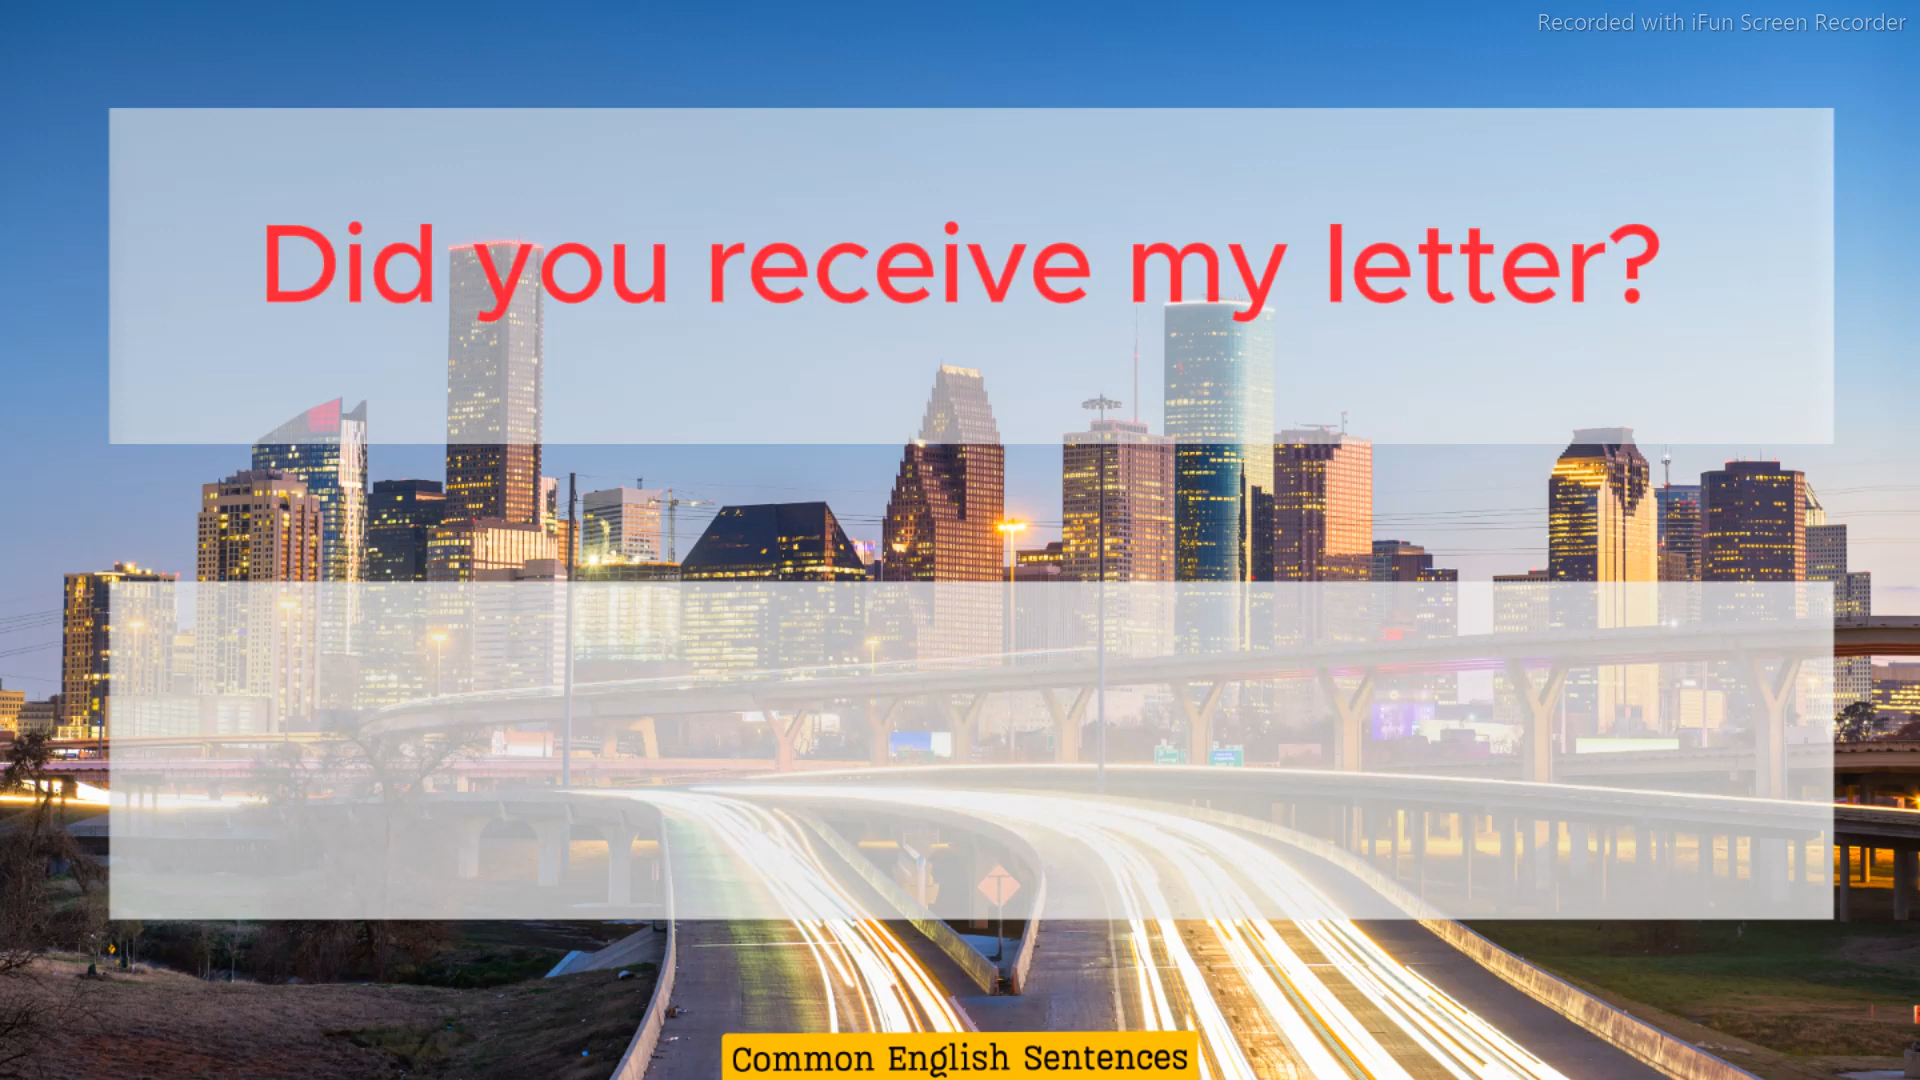 Recorded with iFun Screen Recorder
Did you receive my letter?
Common English Sentences